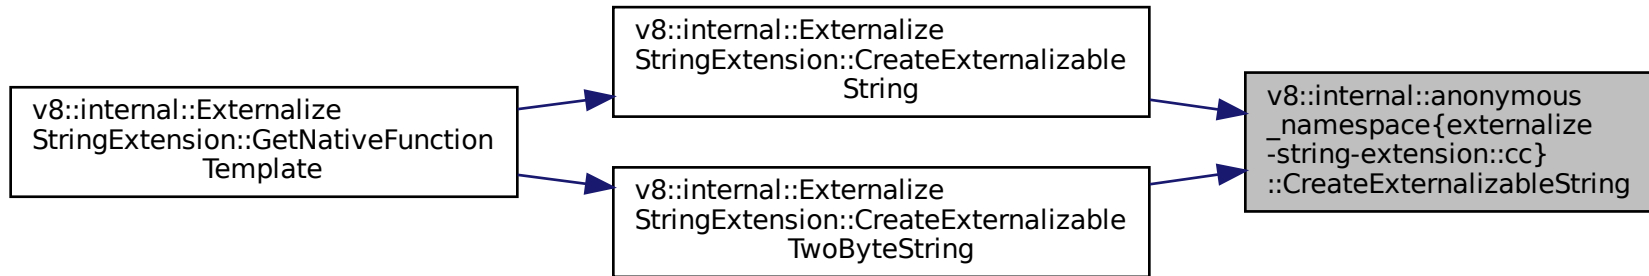 v8::internal::Externalize
StringExtension::GetNativeFunction
Template
v8::internal::Externalize
StringExtension::CreateExternalizable
String
v8::internal::Externalize
StringExtension::CreateExternalizable
TwoByteString
v8::internal::anonymous
_namespace{externalize
-string-extension::cc}
::CreateExternalizableString